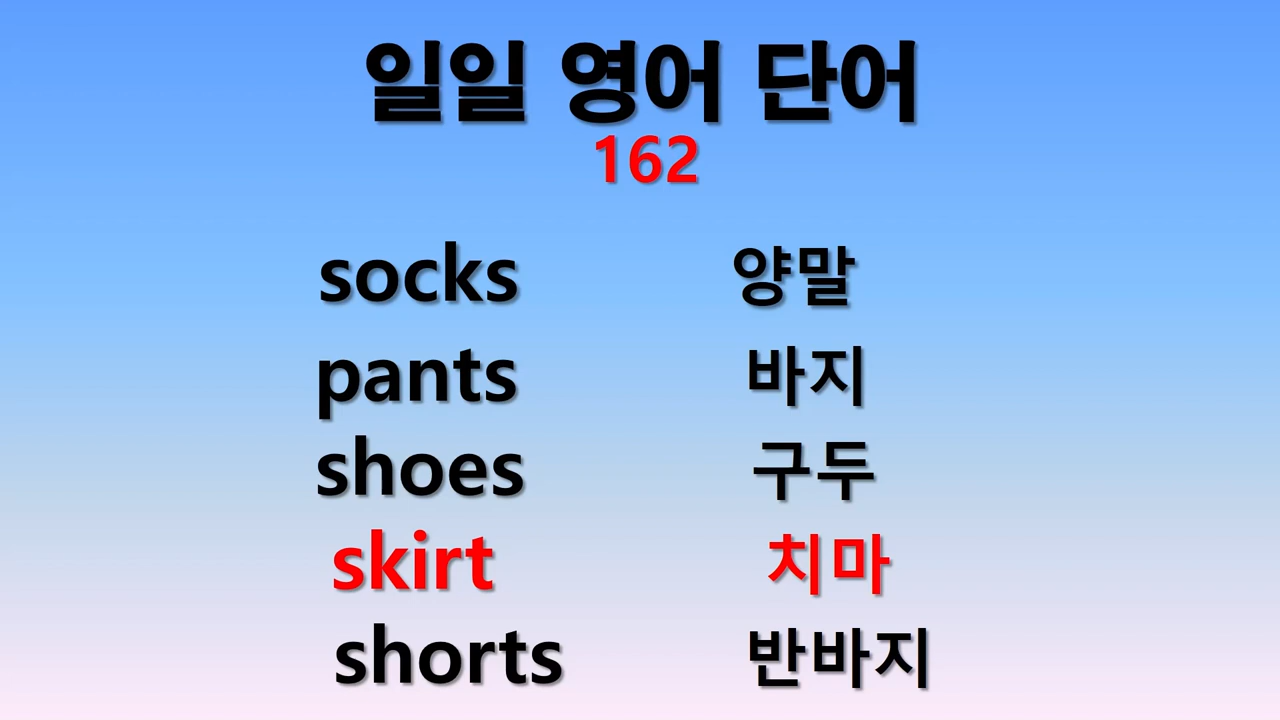 일일 영어 단어
162
socks 양말
pants 바지
shoes 구두
skirt 치마
shorts 반바지